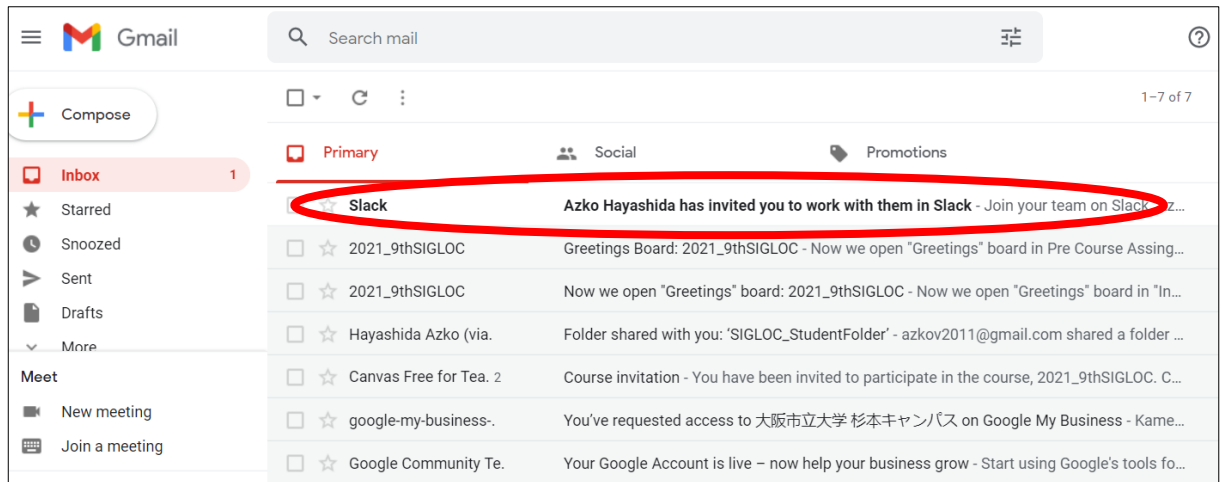 Gmail
Search mail
Compose
1–7 of 7
Primary Social Promotions
Inbox 1
Starred
Snoozed
Sent
Drafts
More
Meet
New meeting
Join a meeting
Slack Azko Hayashida has invited you to work with them in Slack - Join your team on Slack
2021_9thSIGLOC Greetings Board: 2021_9thSIGLOC - Now we open "Greetings" board in Pre Course Assing...
2021_9thSIGLOC Now we open "Greetings" board: 2021_9thSIGLOC - Now we open "Greetings" board in "In...
Hayashida Azko (via. Folder shared with you: ‘SIGLOC_StudentFolder’ - azkov2011@gmail.com shared a folder ...
Canvas Free for Tea. 2 Course invitation - You have been invited to participate in the course, 2021_9thSIGLOC. C...
google-my-business-. You’ve requested access to 大阪市立大学 杉本キャンパス on Google My Business - Kame...
Google Community Te. Your Google Account is live – now help your business grow - Start using Google's tools fo...